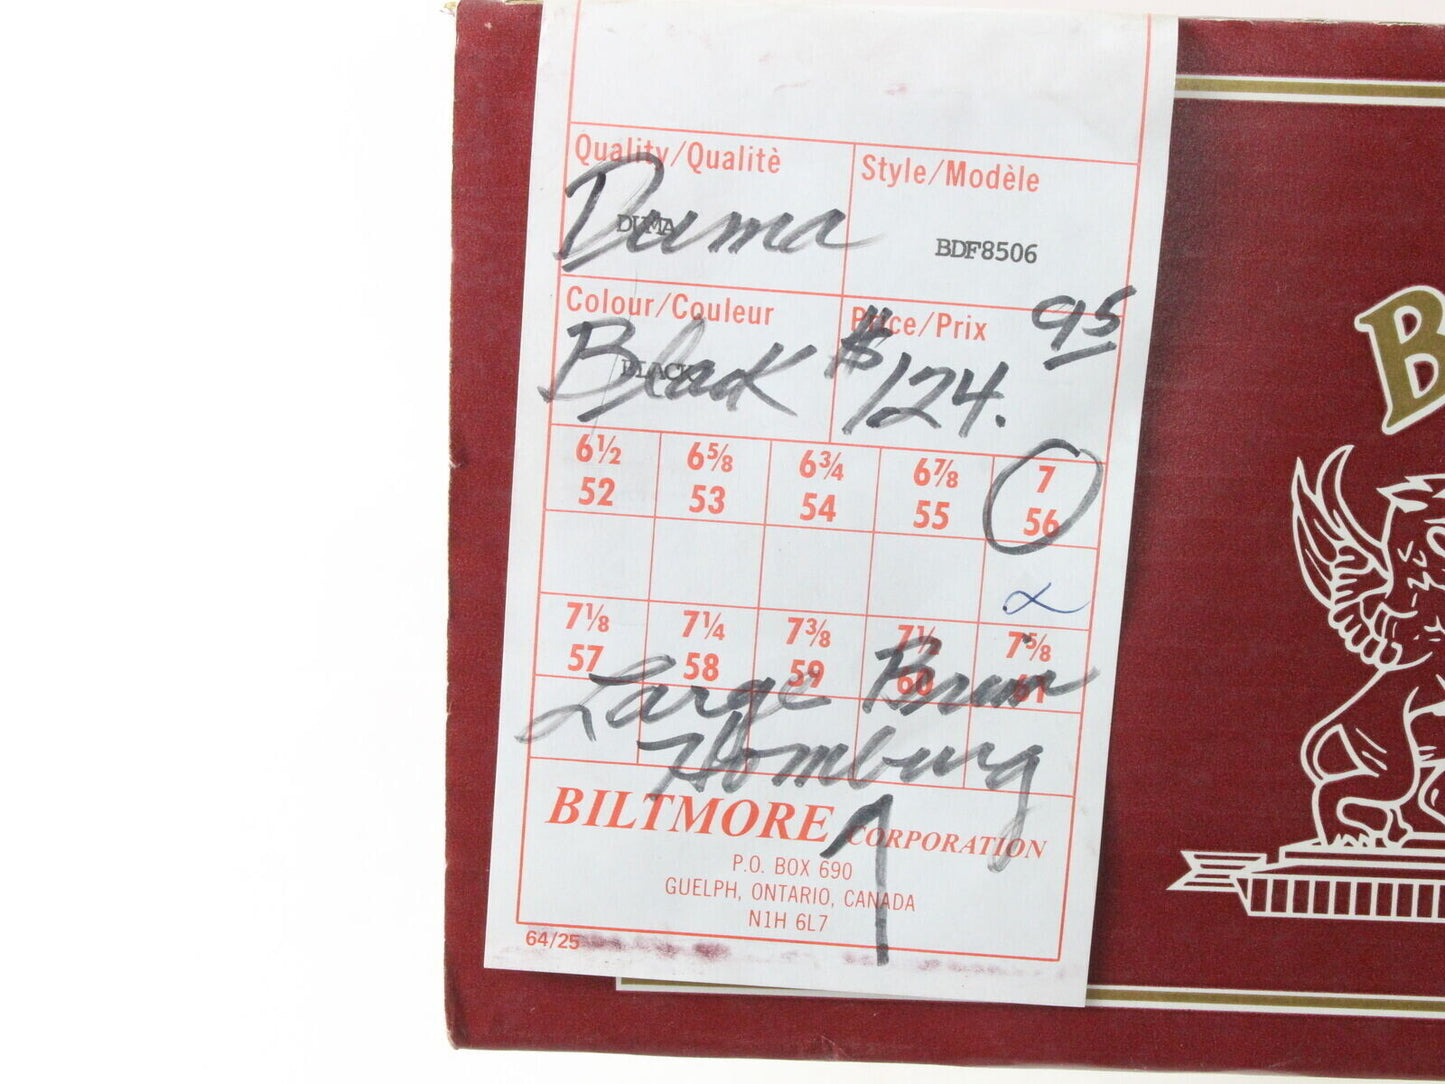 Quality/Qualitè
Style/Modèle
DUMA
Duma
BDF8506
Colour/Couleur
Price/Prix
BLACK
Black
$124.95
6½ 6⅝ 6¾ 6⅞ 7
52 53 54 55 56
7⅛ 7¼ 7⅜ 7½ 7⅝
57 58 59 60 61
Large Brim
Homburg
BILTMORE CORPORATION
P.O. BOX 690
GUELPH, ONTARIO, CANADA
N1H 6L7
64/25
B